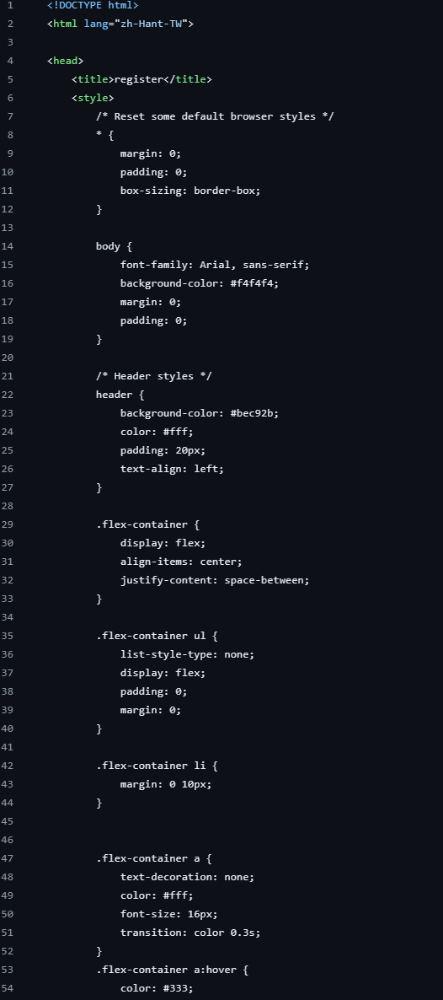 1 <!DOCTYPE html>
2 <html lang="zh-Hant-TW">
3
4 <head>
5     <title>register</title>
6     <style>
7         /* Reset some default browser styles */
8         * {
9             margin: 0;
10             padding: 0;
11             box-sizing: border-box;
12         }
13
14         body {
15             font-family: Arial, sans-serif;
16             background-color: #f4f4f4;
17             margin: 0;
18             padding: 0;
19         }
20
21         /* Header styles */
22         header {
23             background-color: #bec92b;
24             color: #fff;
25             padding: 20px;
26             text-align: left;
27         }
28
29         .flex-container {
30             display: flex;
31             align-items: center;
32             justify-content: space-between;
33         }
34
35         .flex-container ul {
36             list-style-type: none;
37             display: flex;
38             padding: 0;
39             margin: 0;
40         }
41
42         .flex-container li {
43             margin: 0 10px;
44         }
45
46
47         .flex-container a {
48             text-decoration: none;
49             color: #fff;
50             font-size: 16px;
51             transition: color 0.3s;
52         }
53         .flex-container a:hover {
54             color: #333;